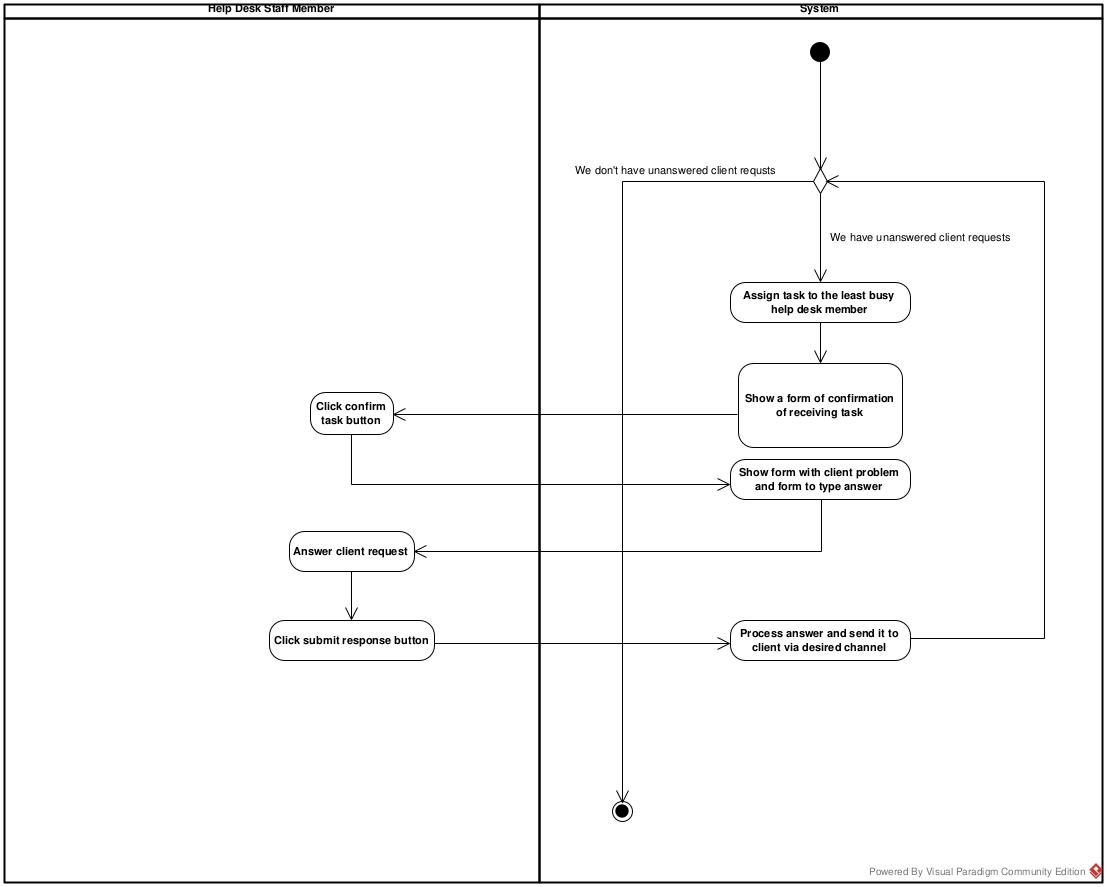 Help Desk Staff Member
System
We don't have unanswered client requsts
We have unanswered client requests
Assign task to the least busy
help desk member
Show a form of confirmation
of receiving task
Click confirm
task button
Show form with client problem
and form to type answer
Answer client request
Click submit response button
Process answer and send it to
client via desired channel
Powered By Visual Paradigm Community Edition